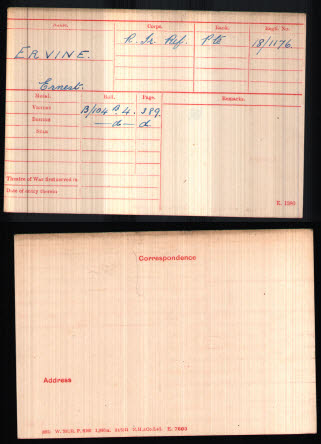 Name. Corps. Rank. Regtl. No.
ERVINE. R. Ir. Rif. Pte 18/1176.
Ernest.
Medal. Roll. Page. Remarks.
Victory B/104 B 4. 389.
British —do— do
Star
Theatre of War first served in
Date of entry therein
K. 1380
Correspondence
Address